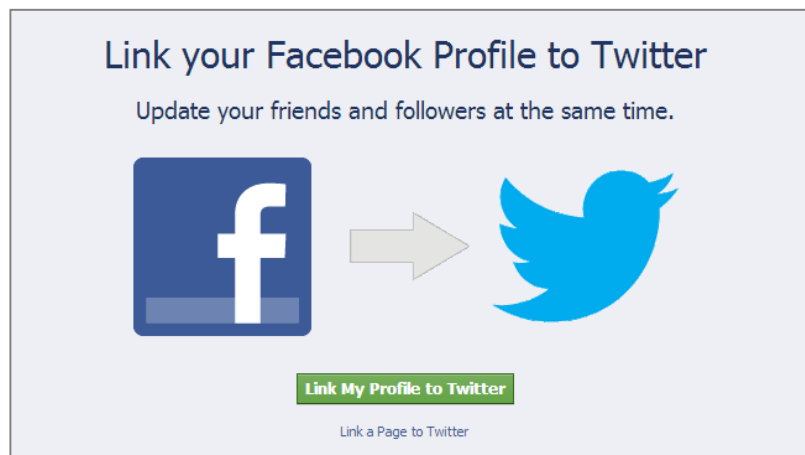 Link your Facebook Profile to Twitter
Update your friends and followers at the same time.
f
Link My Profile to Twitter
Link a Page to Twitter